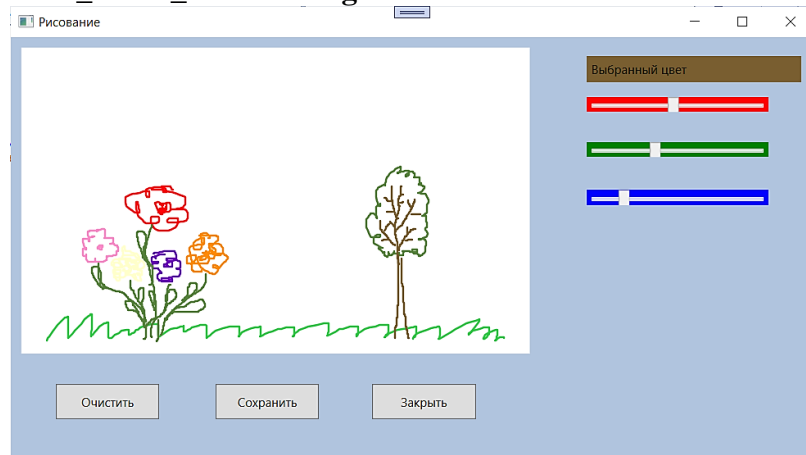 Рисование
Выбранный цвет
Очистить
Сохранить
Закрыть